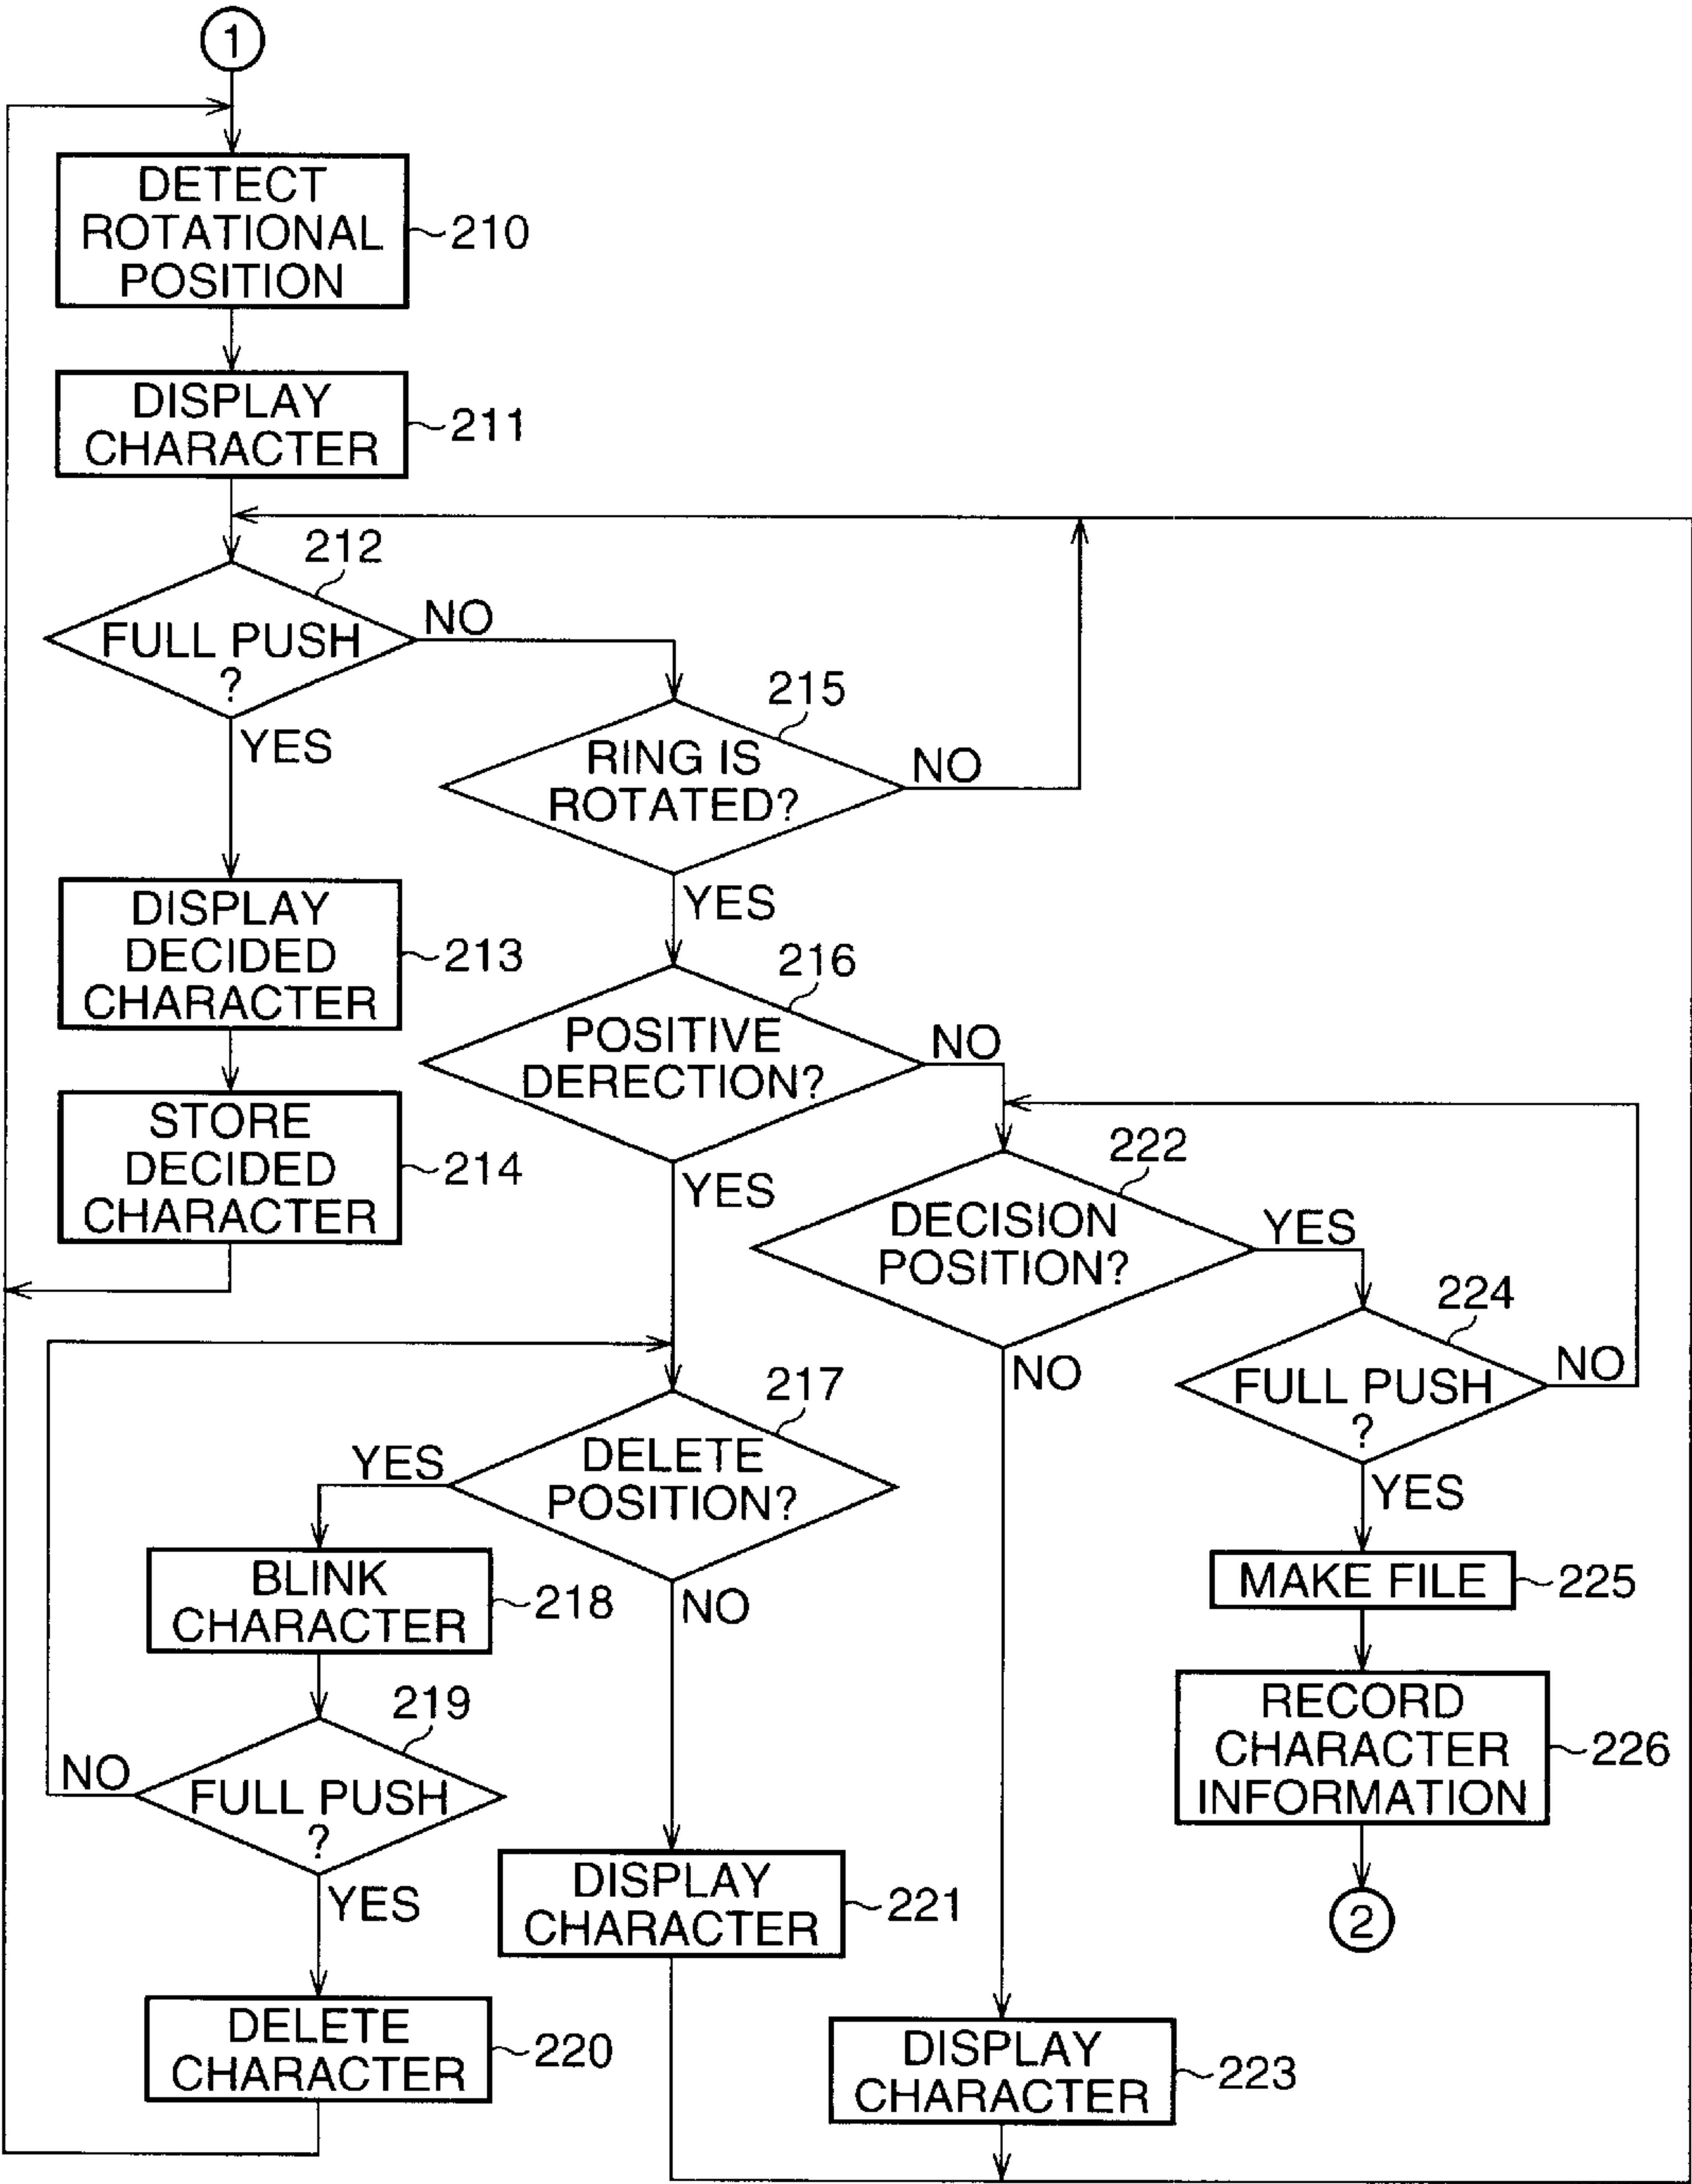 1
DETECT
ROTATIONAL
POSITION
210
DISPLAY
CHARACTER
211
212
FULL PUSH
?
NO
YES
215
RING IS
ROTATED?
NO
YES
DISPLAY
DECIDED
CHARACTER
213
216
POSITIVE
DERECTION?
NO
YES
STORE
DECIDED
CHARACTER
214
222
DECISION
POSITION?
YES
NO
224
FULL PUSH
?
NO
YES
217
DELETE
POSITION?
YES
NO
BLINK
CHARACTER
218
MAKE FILE
225
219
FULL PUSH
?
NO
YES
RECORD
CHARACTER
INFORMATION
226
DISPLAY
CHARACTER
221
2
DELETE
CHARACTER
220
DISPLAY
CHARACTER
223